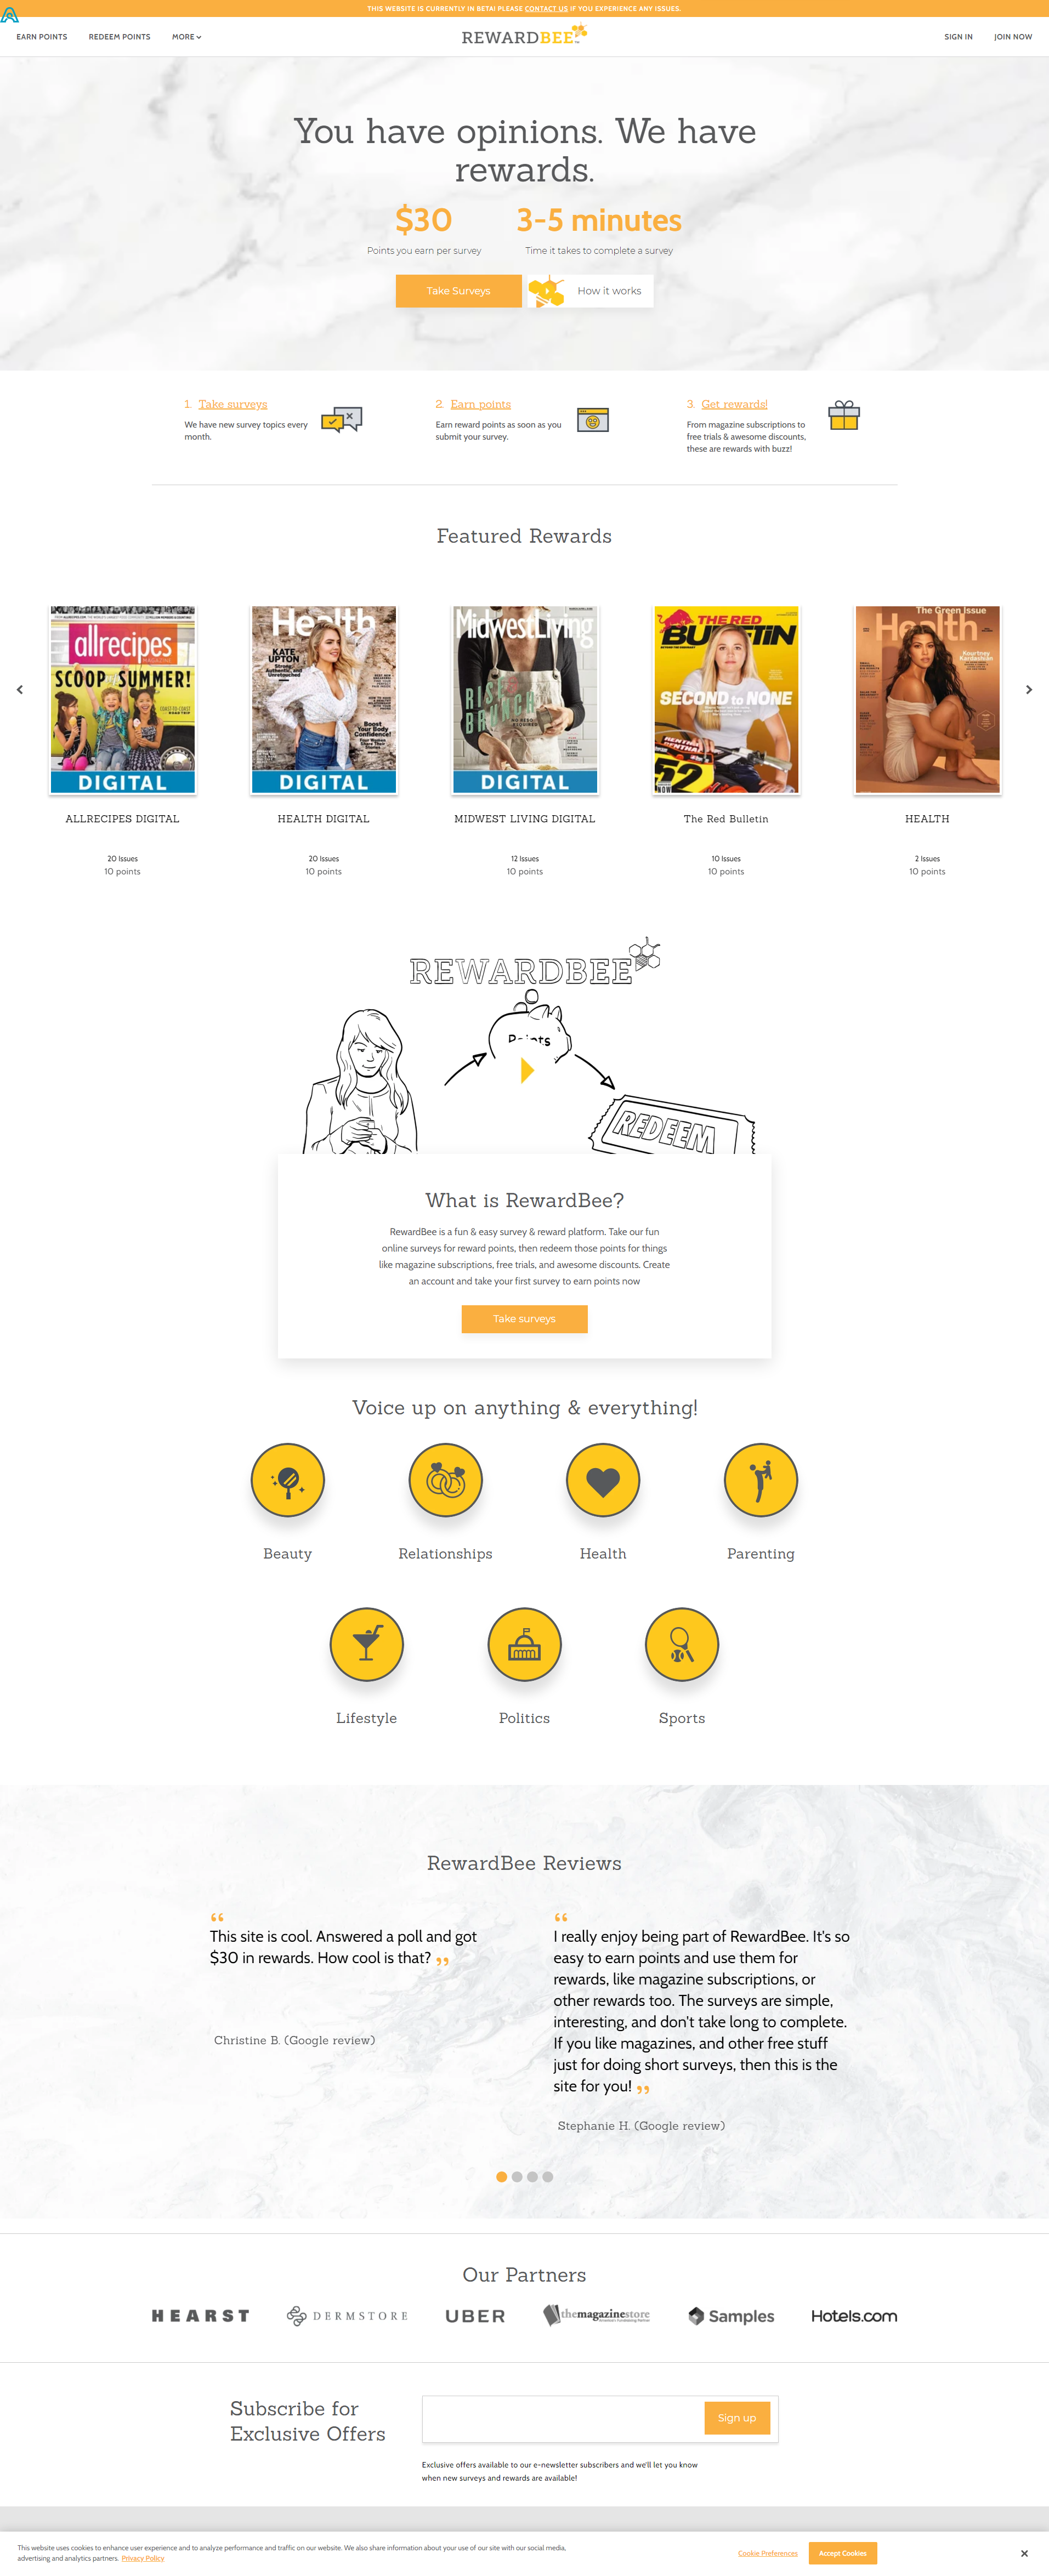 THIS WEBSITE IS CURRENTLY IN BETA! PLEASE CONTACT US IF YOU EXPERIENCE ANY ISSUES.
EARN POINTS
REDEEM POINTS
MORE
REWARDBEE
SIGN IN
JOIN NOW
You have opinions. We have
rewards.
$30
3-5 minutes
Points you earn per survey
Time it takes to complete a survey
Take Surveys
How it works
1. Take surveys
We have new survey topics every
month.
2. Earn points
Earn reward points as soon as you
submit your survey.
3. Get rewards!
From magazine subscriptions to
free trials & awesome discounts,
these are rewards with buzz!
Featured Rewards
allrecipes
MAGAZINE
SCOOP SUMMER!
COAST-TO-COAST
ROAD TRIP
DIGITAL
Health
KATE
UPTON
Strong,
Authentic, and
Unretouched
Boost
Your Body
Confidence!
DIGITAL
MidwestLiving
RISE
BRUNCH
DIGITAL
THE RED
BULLETIN
SECOND to NONE
RENTHAL
52
The Green Issue
Health
Kourtney
Kardashian
ALLRECIPES DIGITAL
HEALTH DIGITAL
MIDWEST LIVING DIGITAL
The Red Bulletin
HEALTH
20 Issues
20 Issues
12 Issues
10 Issues
2 Issues
10 points
10 points
10 points
10 points
10 points
REWARDBEE
REDEEM
What is RewardBee?
RewardBee is a fun & easy survey & reward platform. Take our fun
online surveys for reward points, then redeem those points for things
like magazine subscriptions, free trials, and awesome discounts. Create
an account and take your first survey to earn points now
Take surveys
Voice up on anything & everything!
Beauty
Relationships
Health
Parenting
Lifestyle
Politics
Sports
RewardBee Reviews
“
This site is cool. Answered a poll and got
$30 in rewards. How cool is that? ”
Christine B. (Google review)
“
I really enjoy being part of RewardBee. It's so
easy to earn points and use them for
rewards, like magazine subscriptions, or
other rewards too. The surveys are simple,
interesting, and don't take long to complete.
If you like magazines, and other free stuff
just for doing short surveys, then this is the
site for you! ”
Stephanie H. (Google review)
Our Partners
HEARST
DERMSTORE
UBER
themagazinestore
Samples
Hotels.com
Subscribe for
Exclusive Offers
Sign up
Exclusive offers available to our e-newsletter subscribers and we'll let you know
when new surveys and rewards are available!
This website uses cookies to enhance user experience and to analyze performance and traffic on our website. We also share information about your use of our site with our social media,
advertising and analytics partners. Privacy Policy
Cookie Preferences
Accept Cookies